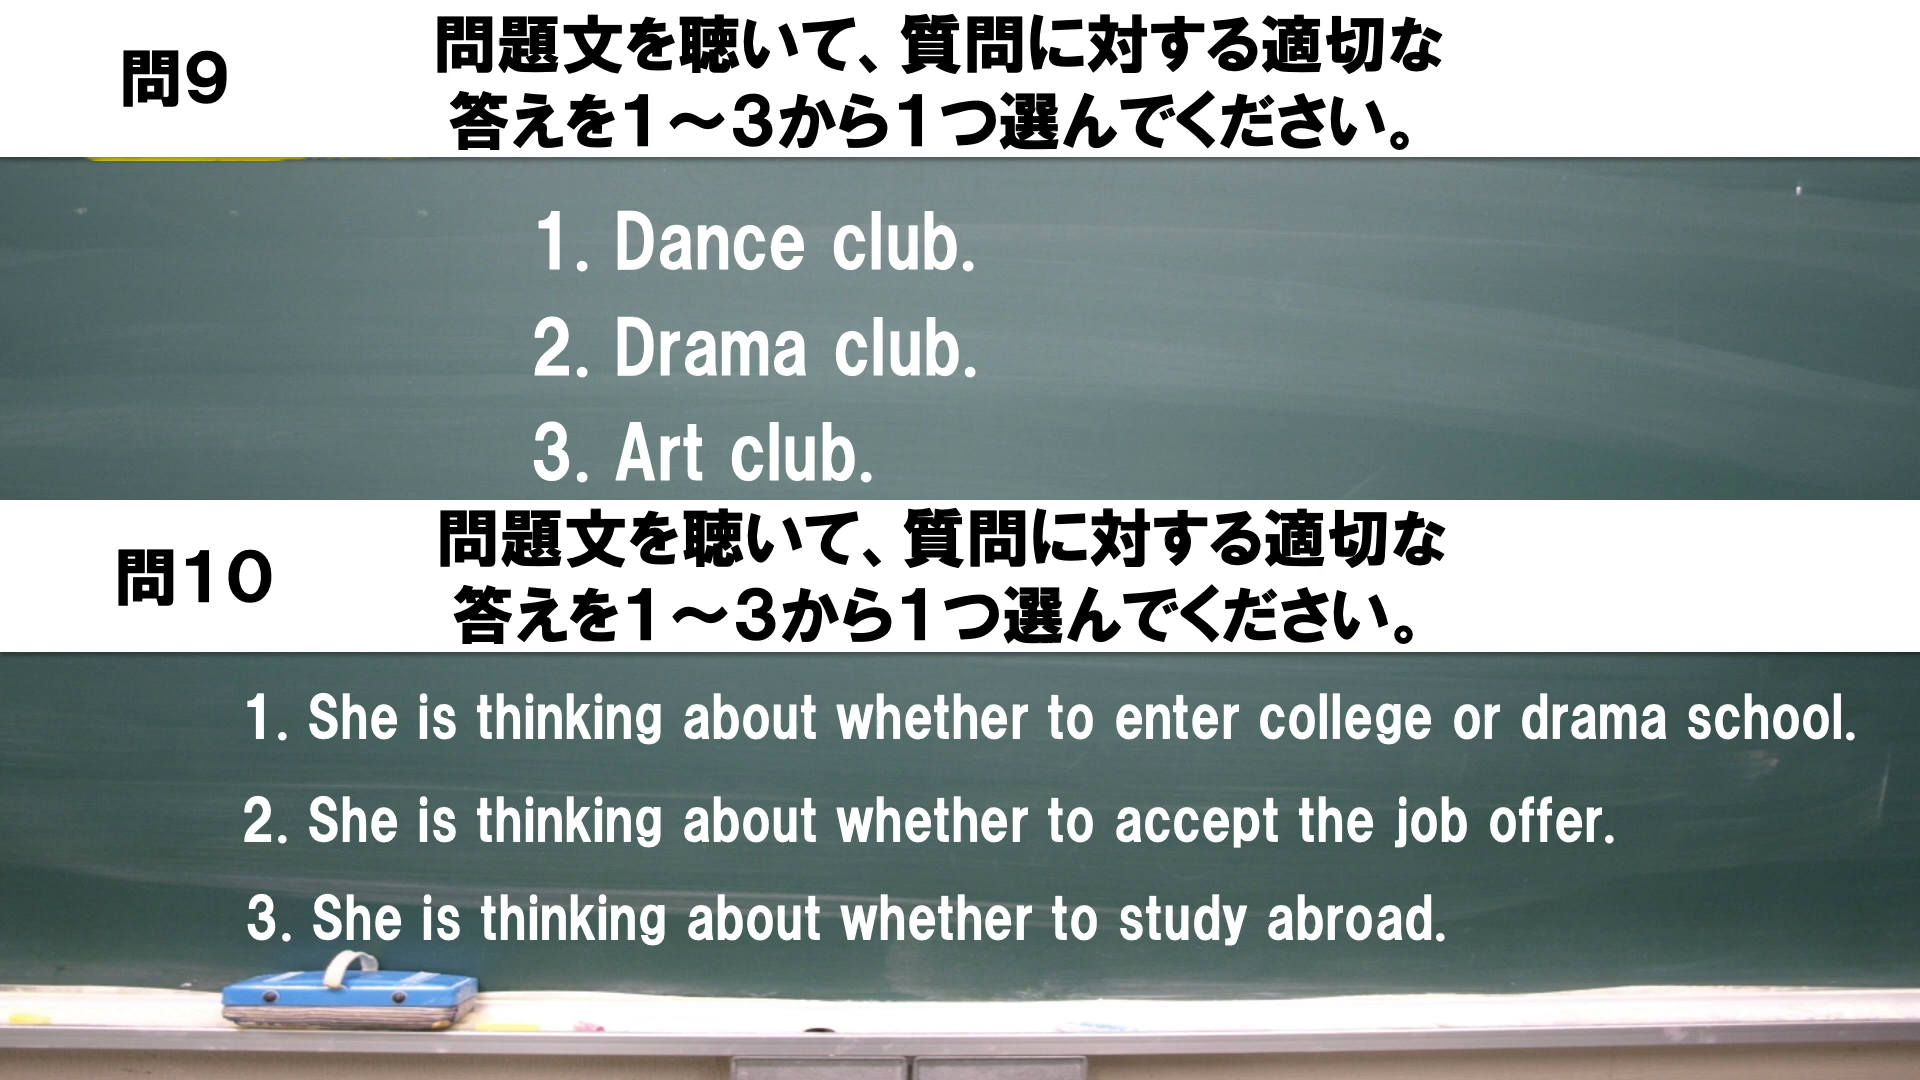 問９
問題文を聴いて、質問に対する適切な
答えを１～３から１つ選んでください。
1. Dance club.
2. Drama club.
3. Art club.
問１０
問題文を聴いて、質問に対する適切な
答えを１～３から１つ選んでください。
1. She is thinking about whether to enter college or drama school.
2. She is thinking about whether to accept the job offer.
3. She is thinking about whether to study abroad.